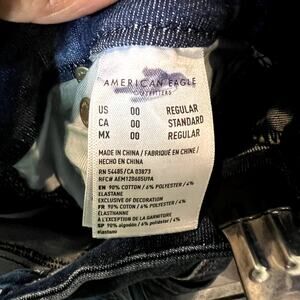 AMERICAN EAGLE
OUTFITTERS
US 00 REGULAR
CA 00 STANDARD
MX 00 REGULAR
MADE IN CHINA / FABRIQUÉ EN CHINE /
HECHO EN CHINA
RN 54485/CA 03873
RFC# AEM120605UYA
EN 90% COTTON / 6% POLYESTER / 4%
ELASTANE
EXCLUSIVE OF DECORATION
FR 90% COTON / 6% POLYESTER / 4%
ÉLASTHANNE
À L'EXCEPTION DE LA GARNITURE
SP 90% algodón / 6% poliéster / 4%
elastano